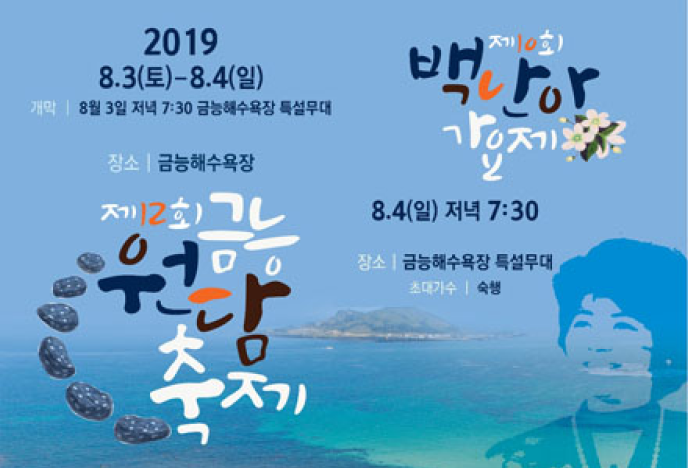 2019
8.3(토)-8.4(일)
개막 | 8월 3일 저녁 7:30 금능해수욕장 특설무대
장소 | 금능해수욕장
제12회 금능
원담
축제
제10회
백난아
가요제
8.4(일) 저녁 7:30
장소 | 금능해수욕장 특설무대
초대가수 | 숙행